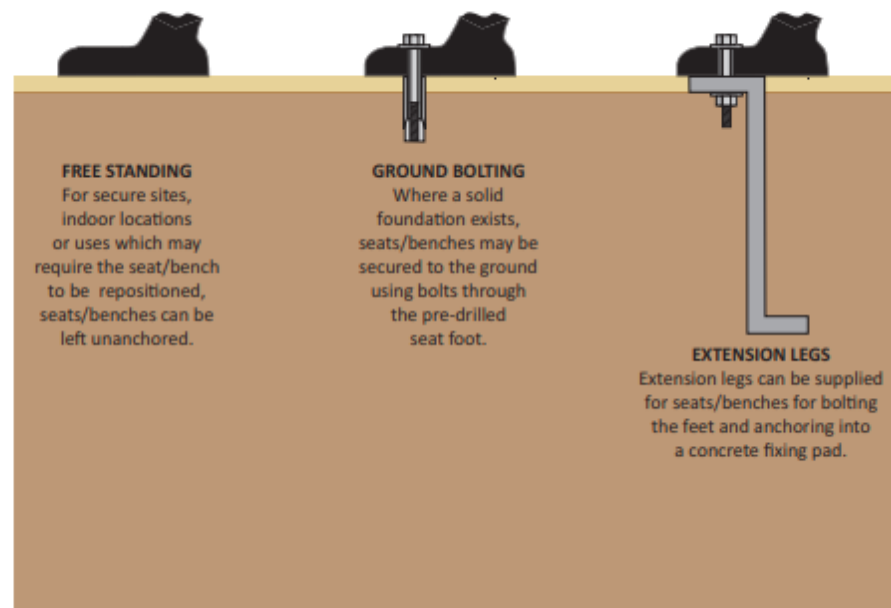 FREE STANDING
For secure sites,
indoor locations
or uses which may
require the seat/bench
to be repositioned,
seats/benches can be
left unanchored.
GROUND BOLTING
Where a solid
foundation exists,
seats/benches may be
secured to the ground
using bolts through
the pre-drilled
seat foot.
EXTENSION LEGS
Extension legs can be supplied
for seats/benches for bolting
the feet and anchoring into
a concrete fixing pad.